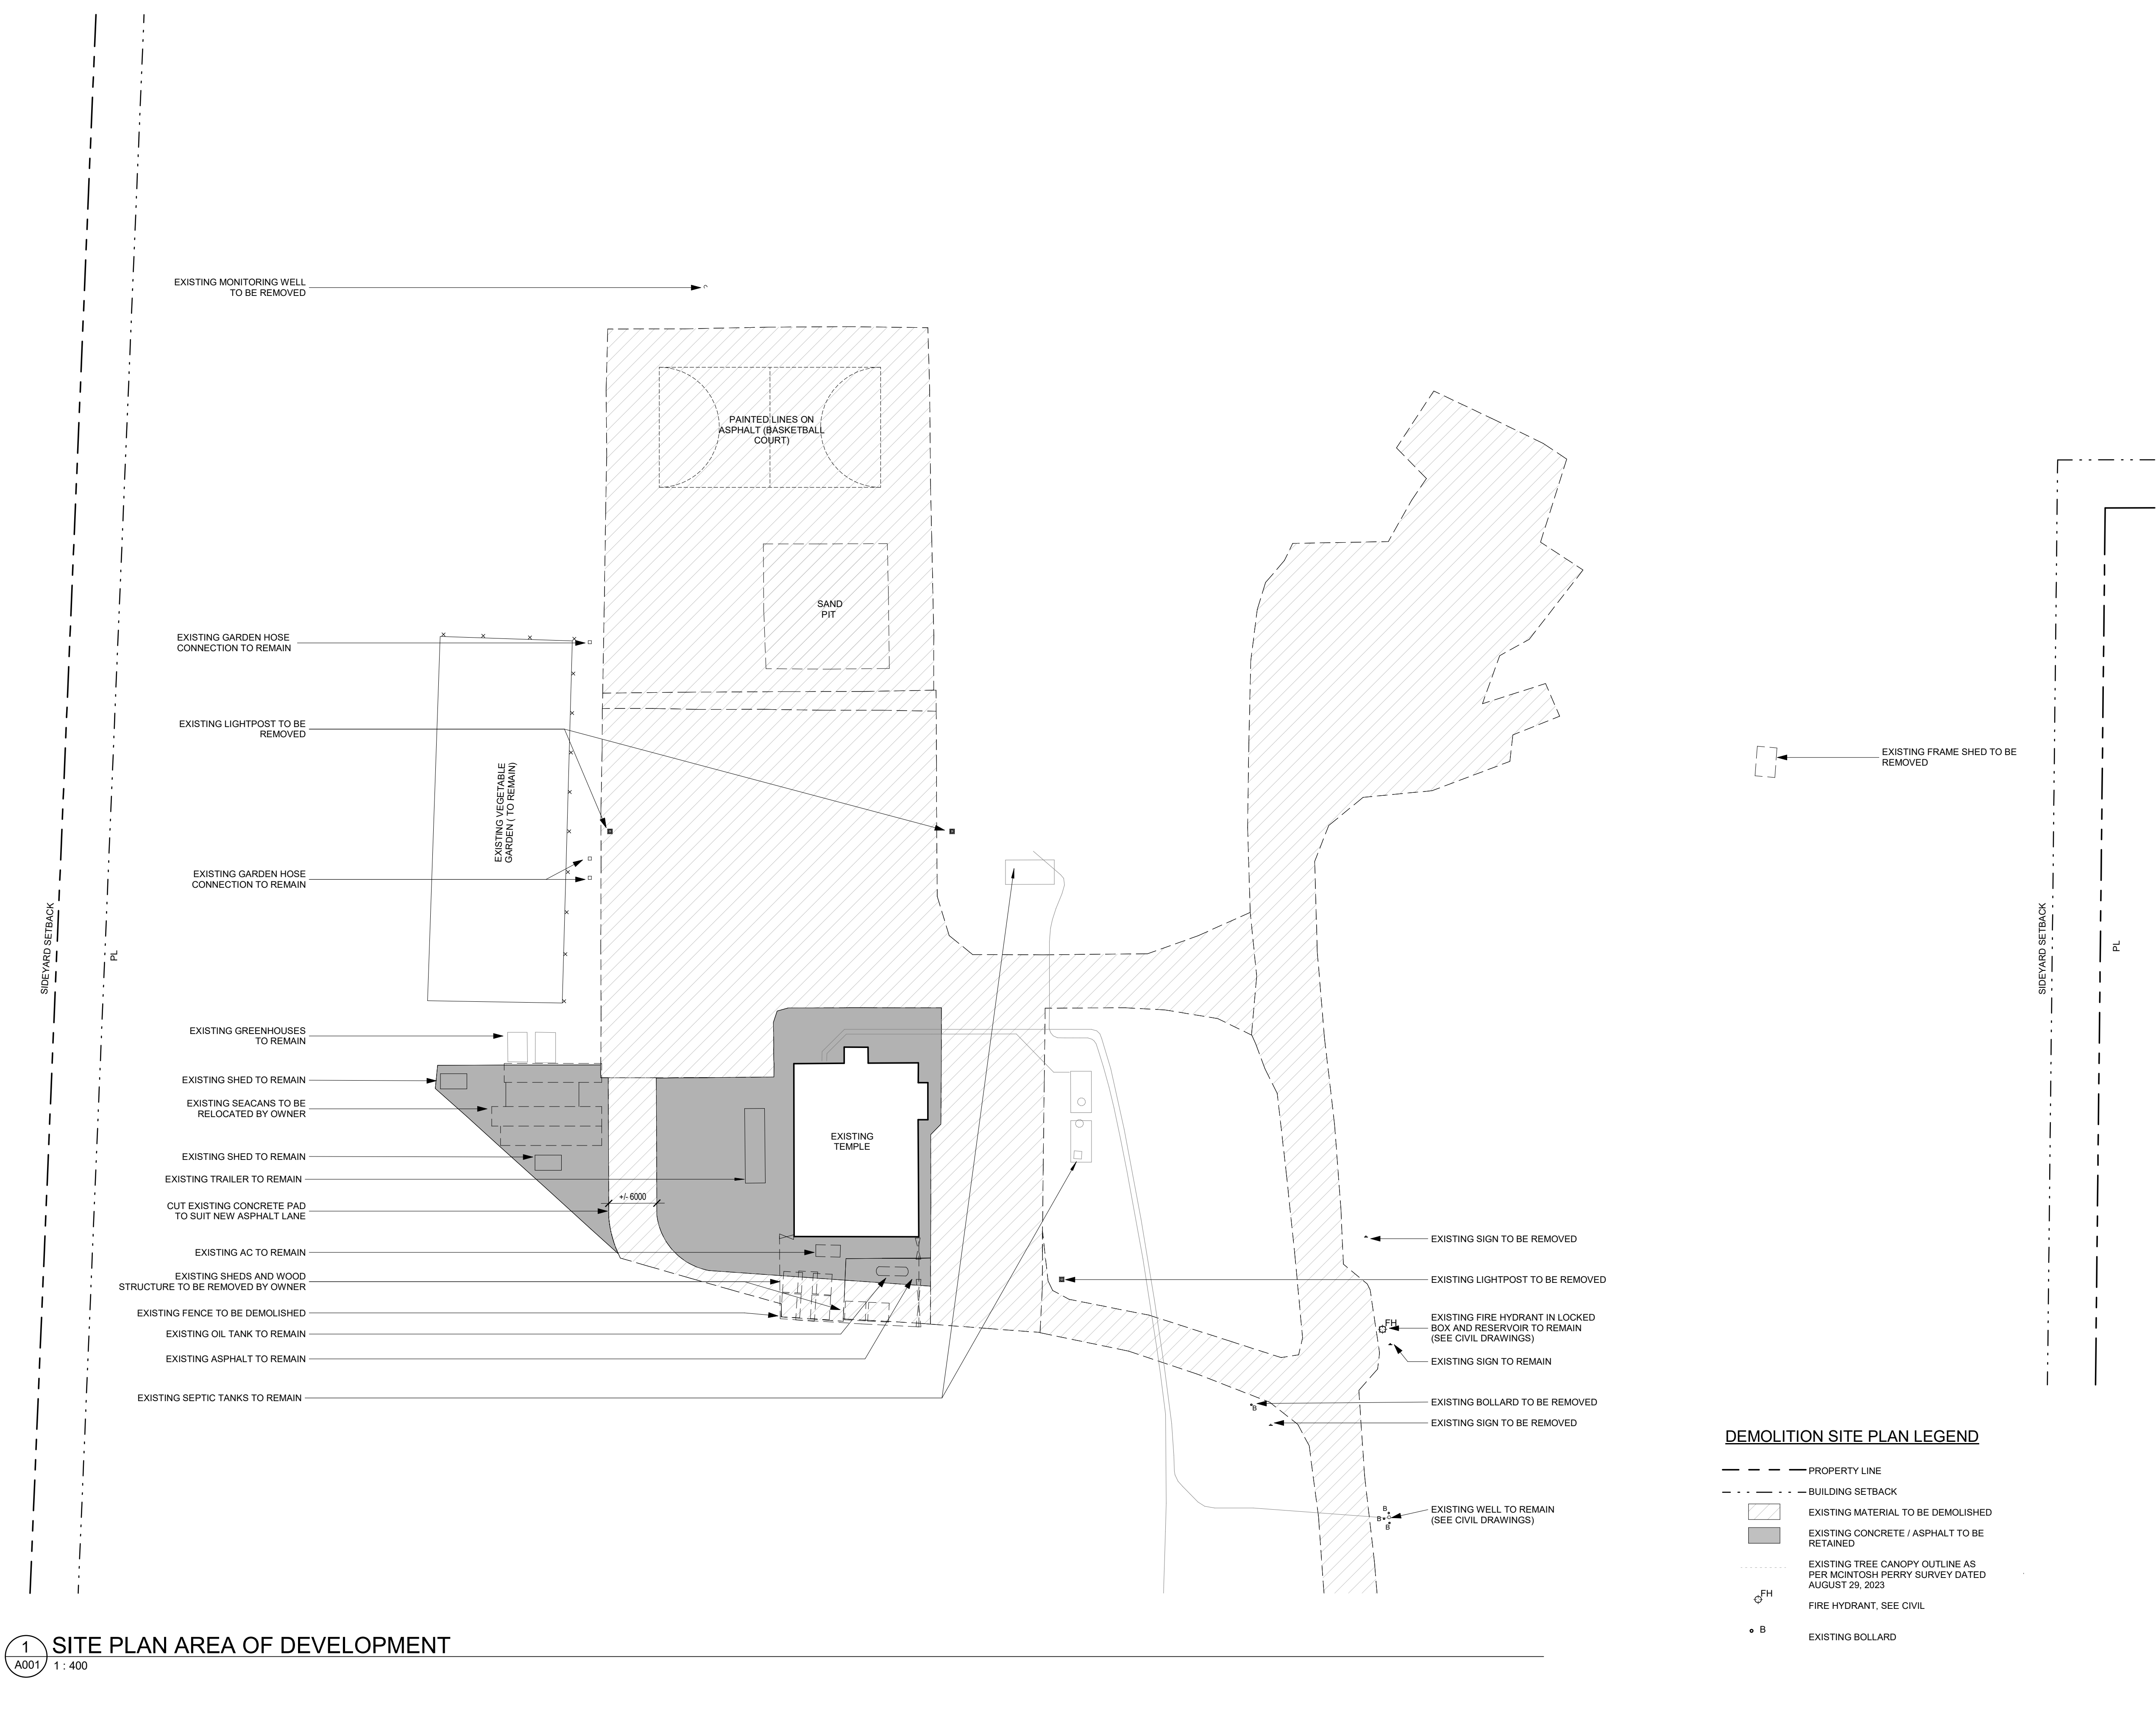 EXISTING MONITORING WELL
TO BE REMOVED
PAINTED LINES ON
ASPHALT (BASKETBALL
COURT)
SAND
PIT
EXISTING GARDEN HOSE
CONNECTION TO REMAIN
EXISTING LIGHTPOST TO BE
REMOVED
EXISTING FRAME SHED TO BE
REMOVED
EXISTING VEGETABLE
GARDEN ( TO REMAIN)
EXISTING GARDEN HOSE
CONNECTION TO REMAIN
SIDEYARD SETBACK
PL
SIDEYARD SETBACK
PL
EXISTING GREENHOUSES
TO REMAIN
EXISTING SHED TO REMAIN
EXISTING SEACANS TO BE
RELOCATED BY OWNER
EXISTING TEMPLE
EXISTING SHED TO REMAIN
EXISTING TRAILER TO REMAIN
CUT EXISTING CONCRETE PAD
TO SUIT NEW ASPHALT LANE
+/- 6000
EXISTING AC TO REMAIN
EXISTING SHEDS AND WOOD
STRUCTURE TO BE REMOVED BY OWNER
EXISTING FENCE TO BE DEMOLISHED
EXISTING OIL TANK TO REMAIN
EXISTING ASPHALT TO REMAIN
EXISTING SEPTIC TANKS TO REMAIN
EXISTING SIGN TO BE REMOVED
EXISTING LIGHTPOST TO BE REMOVED
FH
EXISTING FIRE HYDRANT IN LOCKED
BOX AND RESERVOIR TO REMAIN
(SEE CIVIL DRAWINGS)
EXISTING SIGN TO REMAIN
B
EXISTING BOLLARD TO BE REMOVED
EXISTING SIGN TO BE REMOVED
B
B
B
EXISTING WELL TO REMAIN
(SEE CIVIL DRAWINGS)
DEMOLITION SITE PLAN LEGEND
PROPERTY LINE
BUILDING SETBACK
EXISTING MATERIAL TO BE DEMOLISHED
EXISTING CONCRETE / ASPHALT TO BE
RETAINED
EXISTING TREE CANOPY OUTLINE AS
PER MCINTOSH PERRY SURVEY DATED
AUGUST 29, 2023
FH
FIRE HYDRANT, SEE CIVIL
B
EXISTING BOLLARD
1
A001
SITE PLAN AREA OF DEVELOPMENT
1 : 400